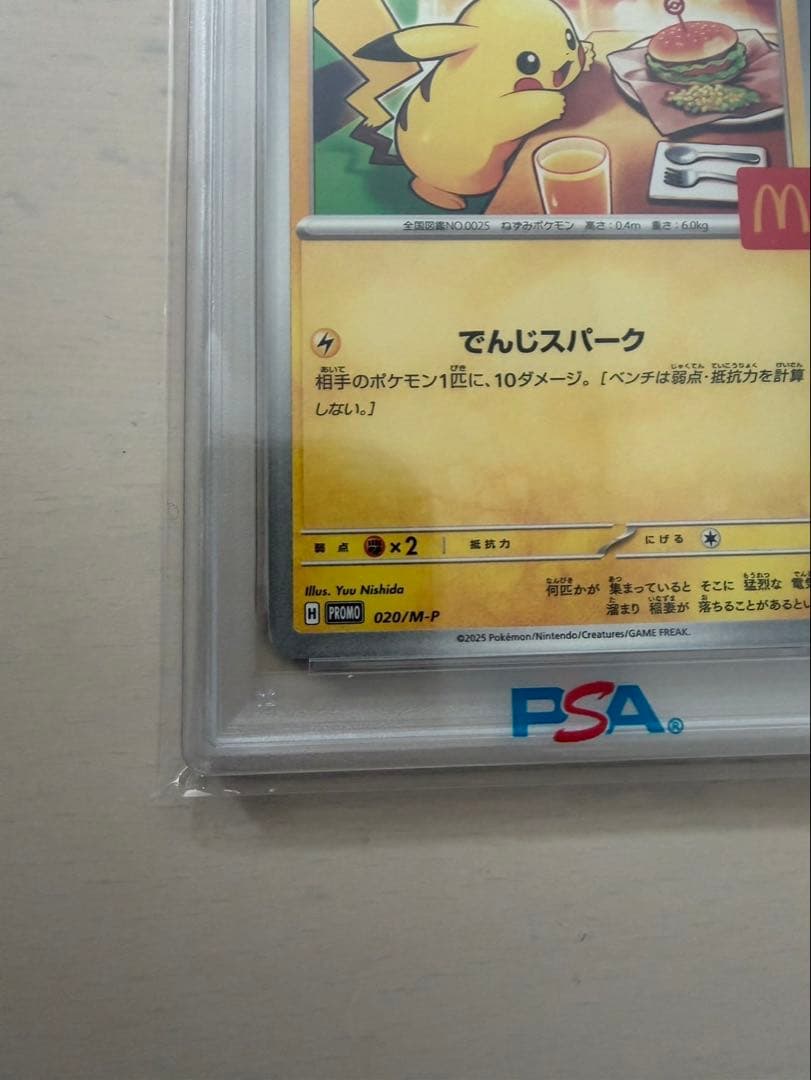 M
全国図鑑NO.0025 ねずみポケモン 高さ:0.4m 重さ:6.0kg
でんじスパーク
相手のポケモン1匹に、10ダメージ。[ベンチは弱点・抵抗力を計算
しない。]
弱点 ×2 抵抗力 にげる
Illus. Yuu Nishida
何匹かが 集まっていると そこに 猛烈な 電気
溜まり 稲妻が 落ちることがあるとい
H PROMO 020/M-P
©2025 Pokémon/Nintendo/Creatures/GAME FREAK.
PSA®